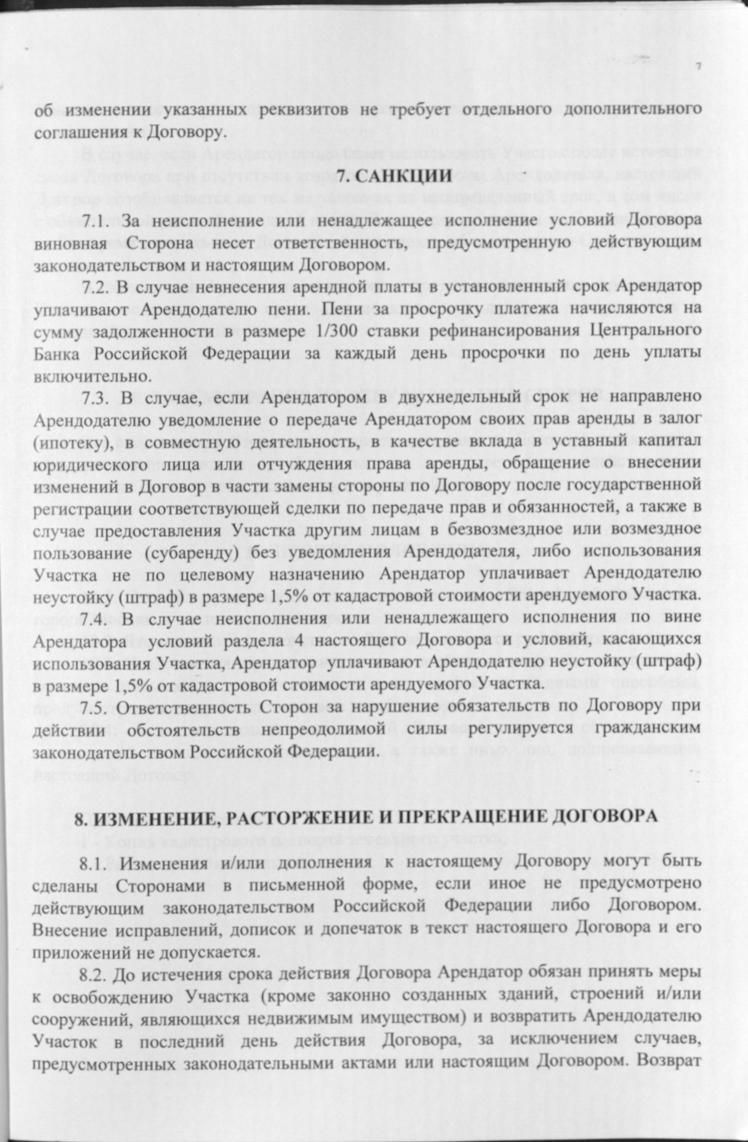 7
об изменении указанных реквизитов не требует отдельного дополнительного
соглашения к Договору.
7. САНКЦИИ
7.1. За неисполнение или ненадлежащее исполнение условий Договора
виновная Сторона несет ответственность, предусмотренную действующим
законодательством и настоящим Договором.
7.2. В случае невнесения арендной платы в установленный срок Арендатор
уплачивают Арендодателю пени. Пени за просрочку платежа начисляются на
сумму задолженности в размере 1/300 ставки рефинансирования Центрального
Банка Российской Федерации за каждый день просрочки по день уплаты
включительно.
7.3. В случае, если Арендатором в двухнедельный срок не направлено
Арендодателю уведомление о передаче Арендатором своих прав аренды в залог
(ипотеку), в совместную деятельность, в качестве вклада в уставный капитал
юридического лица или отчуждения права аренды, обращение о внесении
изменений в Договор в части замены стороны по Договору после государственной
регистрации соответствующей сделки по передаче прав и обязанностей, а также в
случае предоставления Участка другим лицам в безвозмездное или возмездное
пользование (субаренду) без уведомления Арендодателя, либо использования
Участка не по целевому назначению Арендатор уплачивает Арендодателю
неустойку (штраф) в размере 1,5% от кадастровой стоимости арендуемого Участка.
7.4. В случае неисполнения или ненадлежащего исполнения по вине
Арендатора условий раздела 4 настоящего Договора и условий, касающихся
использования Участка, Арендатор уплачивают Арендодателю неустойку (штраф)
в размере 1,5% от кадастровой стоимости арендуемого Участка.
7.5. Ответственность Сторон за нарушение обязательств по Договору при
действии обстоятельств непреодолимой силы регулируется гражданским
законодательством Российской Федерации.
8. ИЗМЕНЕНИЕ, РАСТОРЖЕНИЕ И ПРЕКРАЩЕНИЕ ДОГОВОРА
8.1. Изменения и/или дополнения к настоящему Договору могут быть
сделаны Сторонами в письменной форме, если иное не предусмотрено
действующим законодательством Российской Федерации либо Договором.
Внесение исправлений, дописок и допечаток в текст настоящего Договора и его
приложений не допускается.
8.2. До истечения срока действия Договора Арендатор обязан принять меры
к освобождению Участка (кроме законно созданных зданий, строений и/или
сооружений, являющихся недвижимым имуществом) и возвратить Арендодателю
Участок в последний день действия Договора, за исключением случаев,
предусмотренных законодательными актами или настоящим Договором. Возврат